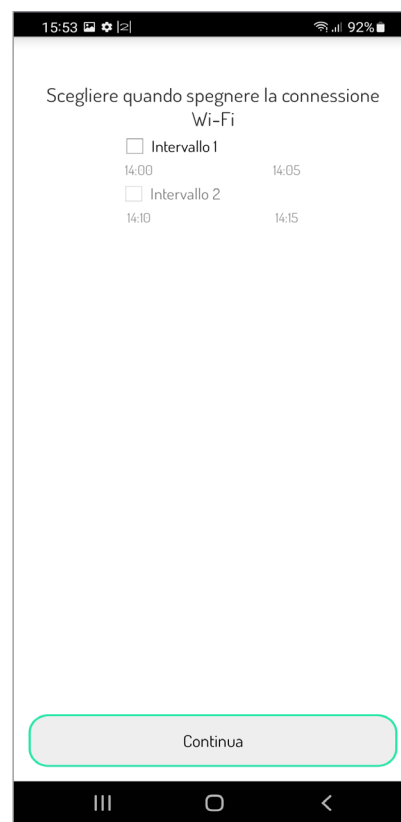 15:53 |2| 92%
Scegliere quando spegnere la connessione
Wi-Fi
Intervallo 1
14:00 14:05
Intervallo 2
14:10 14:15
Continua